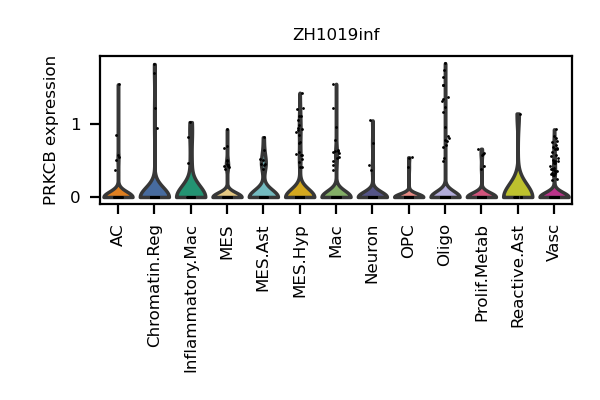 ZH1019inf
PRKCB expression
1
0
AC
Chromatin.Reg
Inflammatory.Mac
MES
MES.Ast
MES.Hyp
Mac
Neuron
OPC
Oligo
Prolif.Metab
Reactive.Ast
Vasc